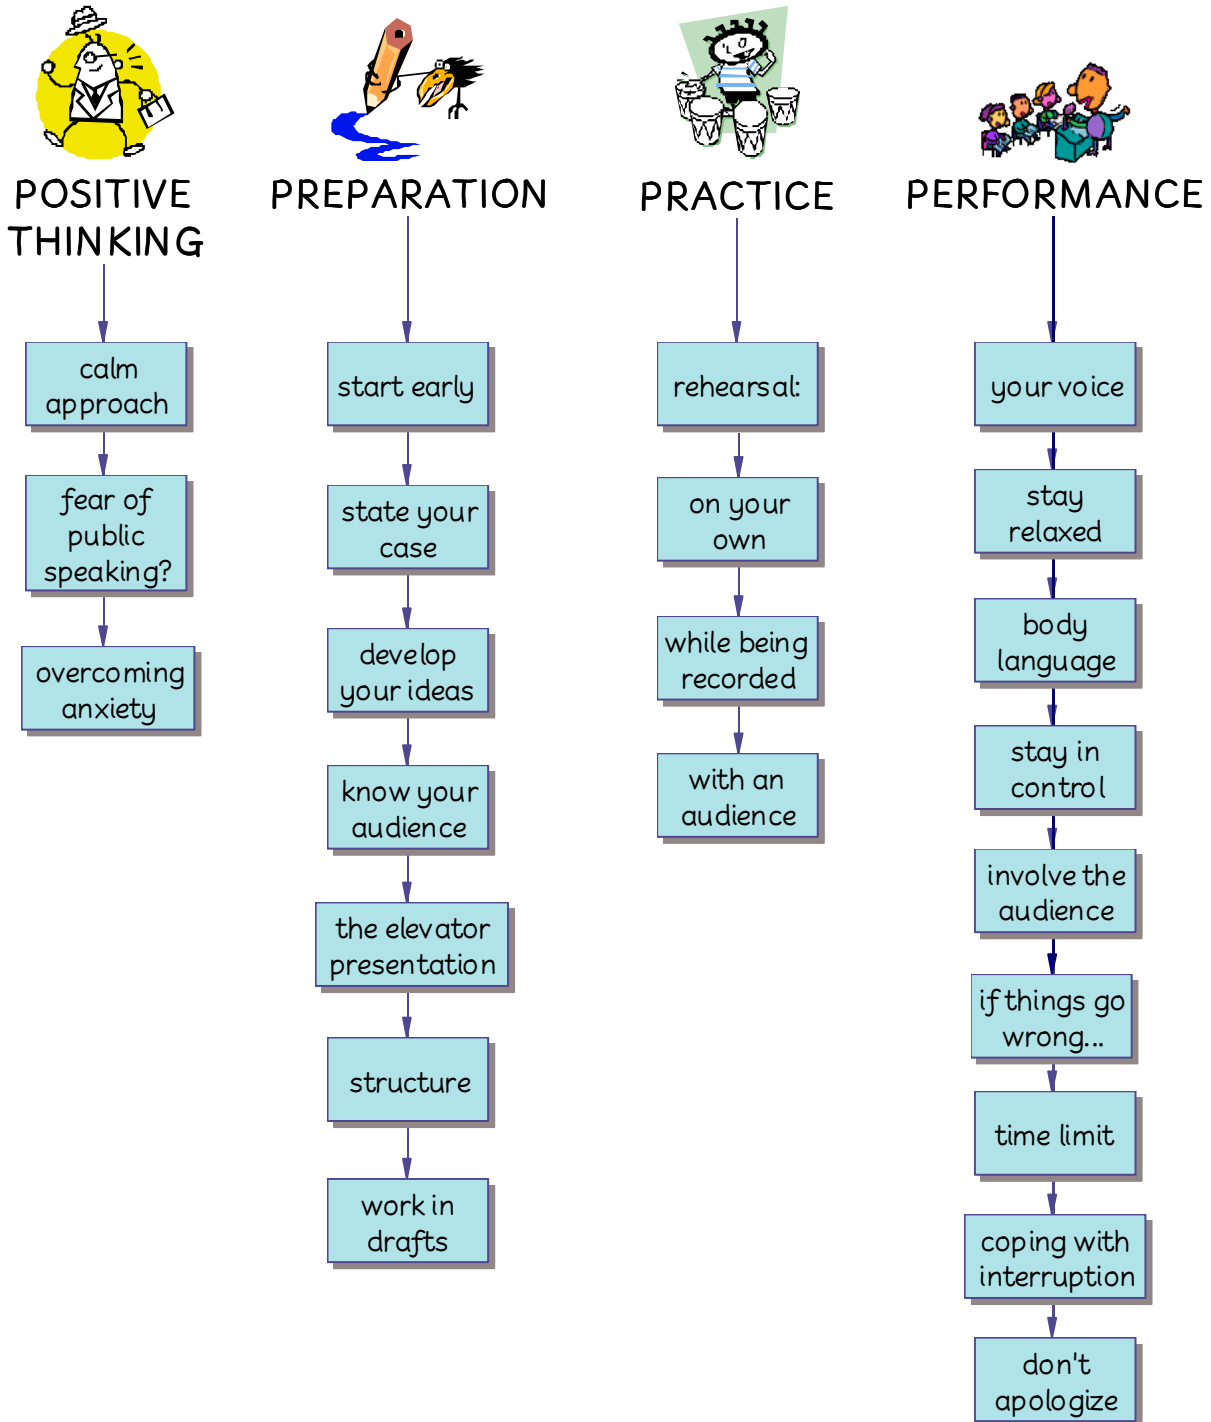 POSITIVE
THINKING
calm
approach
fear of
public
speaking?
overcoming
anxiety
PREPARATION
start early
state your
case
develop
your ideas
know your
audience
the elevator
presentation
structure
work in
drafts
PRACTICE
rehearsal:
on your
own
while being
recorded
with an
audience
PERFORMANCE
your voice
stay
relaxed
body
language
stay in
control
involve the
audience
if things go
wrong...
time limit
coping with
interruption
don't
apologize